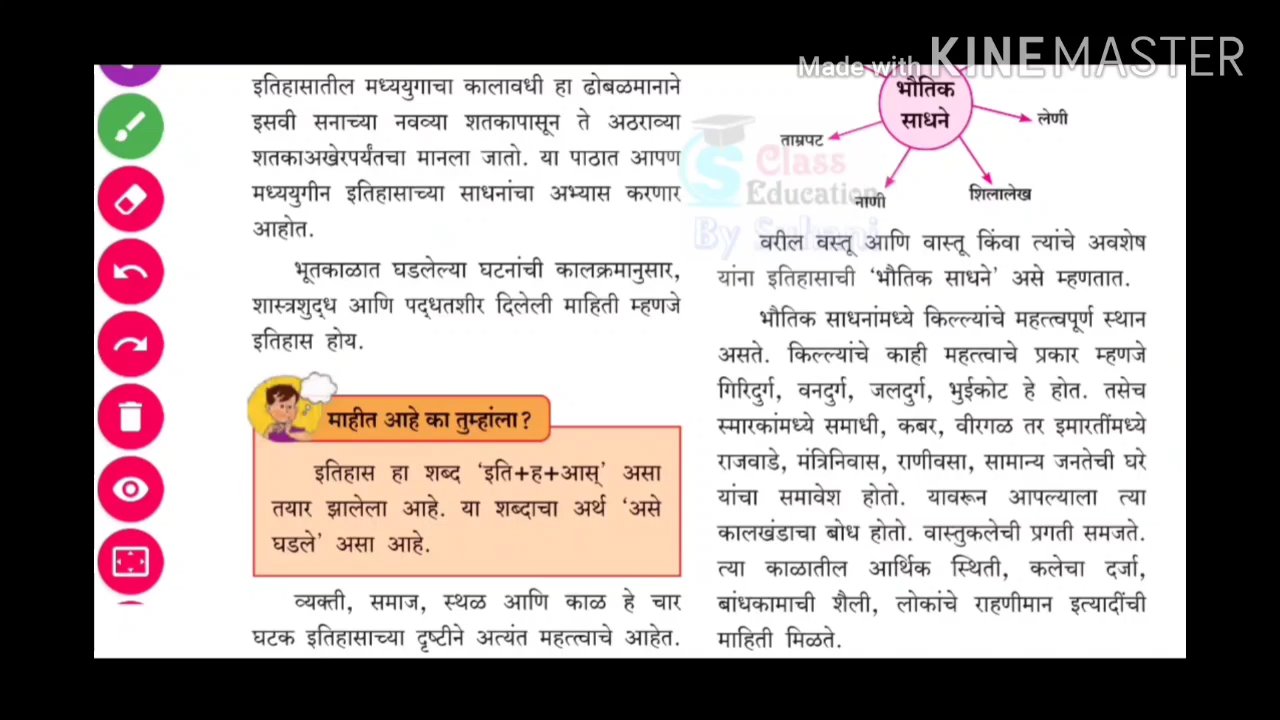 Made with KINEMASTER
इतिहासातील मध्ययुगाचा कालावधी हा ढोबळमानाने
इसवी सनाच्या नवव्या शतकापासून ते अठराव्या
शतकाअखेरपर्यंतचा मानला जातो. या पाठात आपण
मध्ययुगीन इतिहासाच्या साधनांचा अभ्यास करणार
आहोत.
भूतकाळात घडलेल्या घटनांची कालक्रमानुसार,
शास्त्रशुद्ध आणि पद्धतशीर दिलेली माहिती म्हणजे
इतिहास होय.
माहीत आहे का तुम्हांला?
इतिहास हा शब्द ‘इति+ह+आस्’ असा
तयार झालेला आहे. या शब्दाचा अर्थ ‘असे
घडले’ असा आहे.
व्यक्ती, समाज, स्थळ आणि काळ हे चार
घटक इतिहासाच्या दृष्टीने अत्यंत महत्त्वाचे आहेत.
भौतिक
साधने
लेणी
ताम्रपट
नाणी
शिलालेख
S Class
Education
By Suhani
वरील वस्तू आणि वास्तू किंवा त्यांचे अवशेष
यांना इतिहासाची ‘भौतिक साधने’ असे म्हणतात.
भौतिक साधनांमध्ये किल्ल्यांचे महत्त्वपूर्ण स्थान
असते. किल्ल्यांचे काही महत्त्वाचे प्रकार म्हणजे
गिरिदुर्ग, वनदुर्ग, जलदुर्ग, भुईकोट हे होत. तसेच
स्मारकांमध्ये समाधी, कबर, वीरगळ तर इमारतींमध्ये
राजवाडे, मंत्रिनिवास, राणीवसा, सामान्य जनतेची घरे
यांचा समावेश होतो. यावरून आपल्याला त्या
कालखंडाचा बोध होतो. वास्तुकलेची प्रगती समजते.
त्या काळातील आर्थिक स्थिती, कलेचा दर्जा,
बांधकामाची शैली, लोकांचे राहणीमान इत्यादींची
माहिती मिळते.